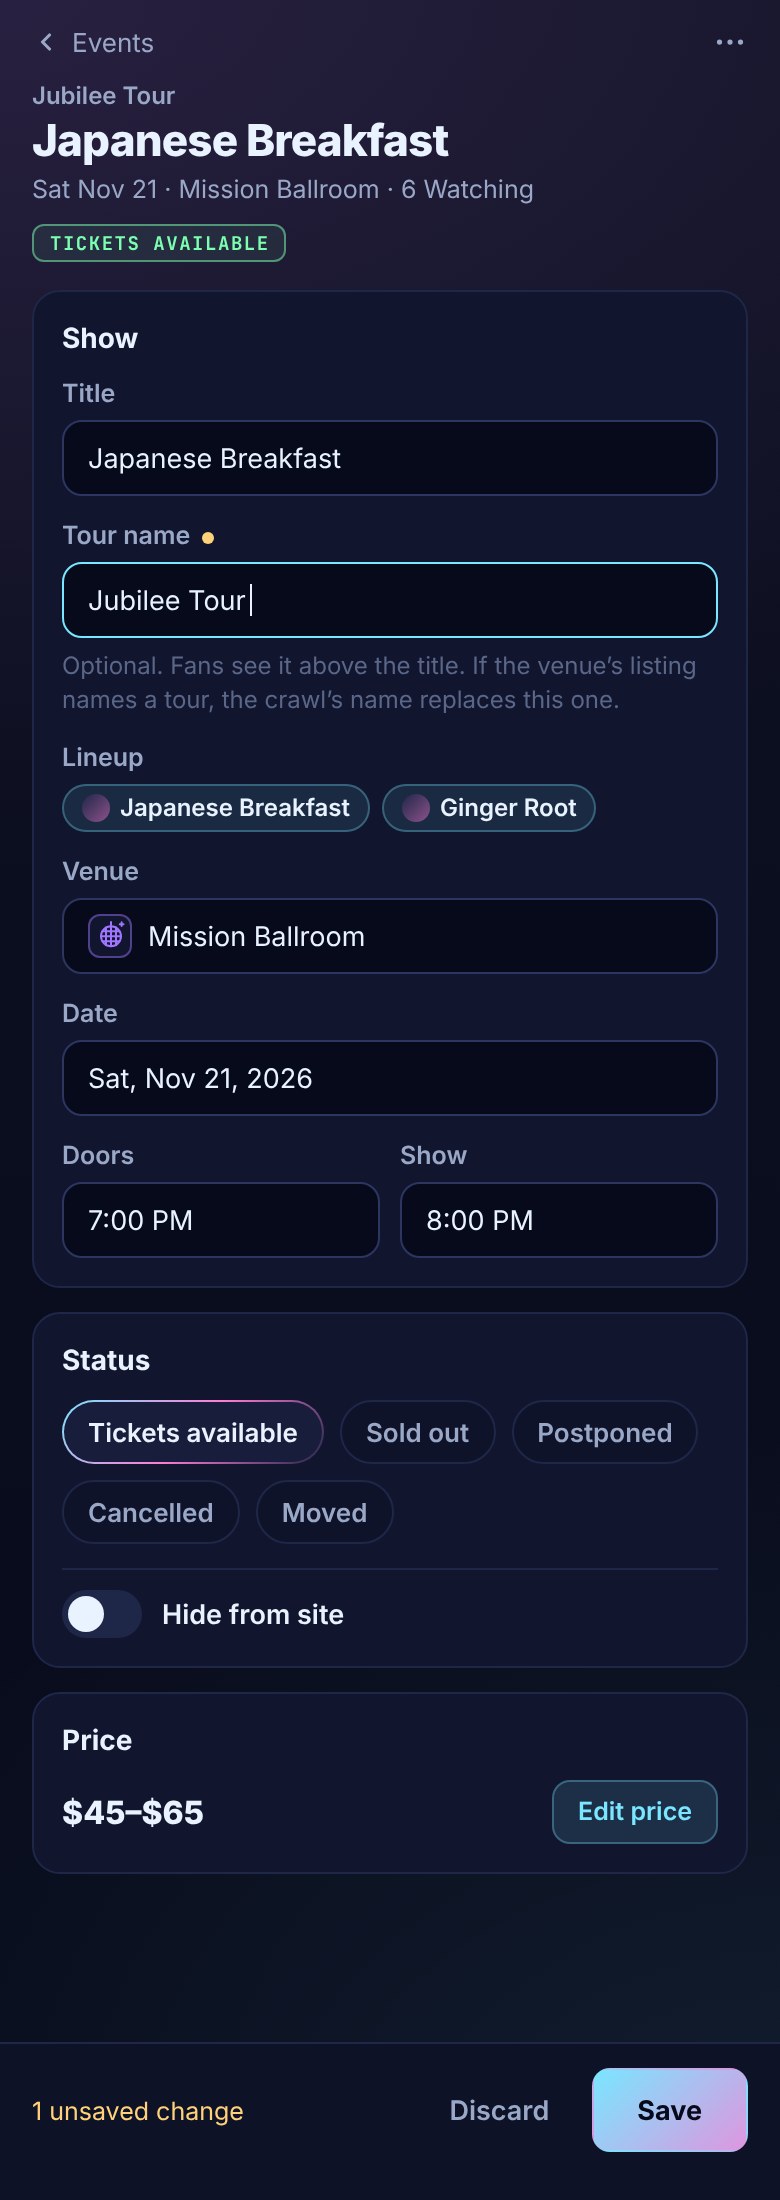 Events
Jubilee Tour
Japanese Breakfast
Sat Nov 21 · Mission Ballroom · 6 Watching
TICKETS AVAILABLE
Show
Title
Japanese Breakfast
Tour name
Jubilee Tour
Optional. Fans see it above the title. If the venue’s listing
names a tour, the crawl’s name replaces this one.
Lineup
Japanese Breakfast Ginger Root
Venue
Mission Ballroom
Date
Sat, Nov 21, 2026
Doors Show
7:00 PM 8:00 PM
Status
Tickets available Sold out Postponed
Cancelled Moved
Hide from site
Price
$45–$65 Edit price
1 unsaved change Discard Save